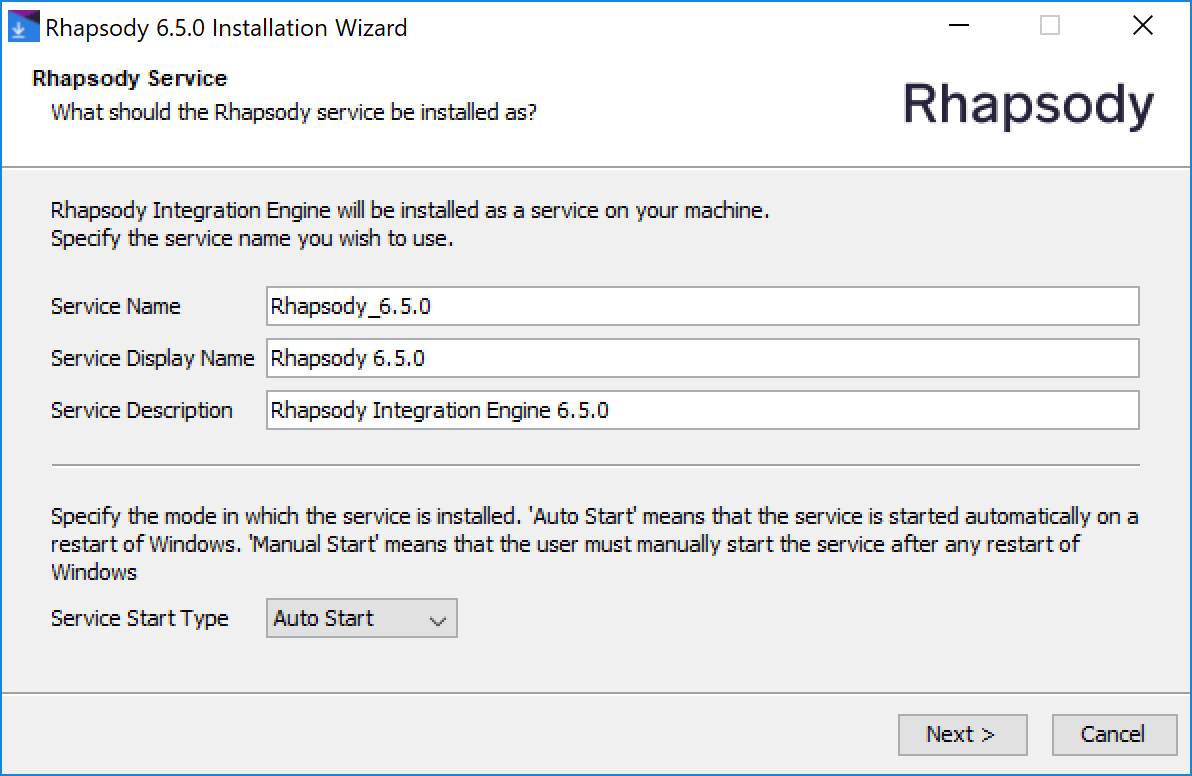 Rhapsody 6.5.0 Installation Wizard
Rhapsody Service
What should the Rhapsody service be installed as?
Rhapsody
Rhapsody Integration Engine will be installed as a service on your machine.
Specify the service name you wish to use.
Service Name Rhapsody_6.5.0
Service Display Name Rhapsody 6.5.0
Service Description Rhapsody Integration Engine 6.5.0
Specify the mode in which the service is installed. 'Auto Start' means that the service is started automatically on a
restart of Windows. 'Manual Start' means that the user must manually start the service after any restart of
Windows
Service Start Type Auto Start
Next > Cancel